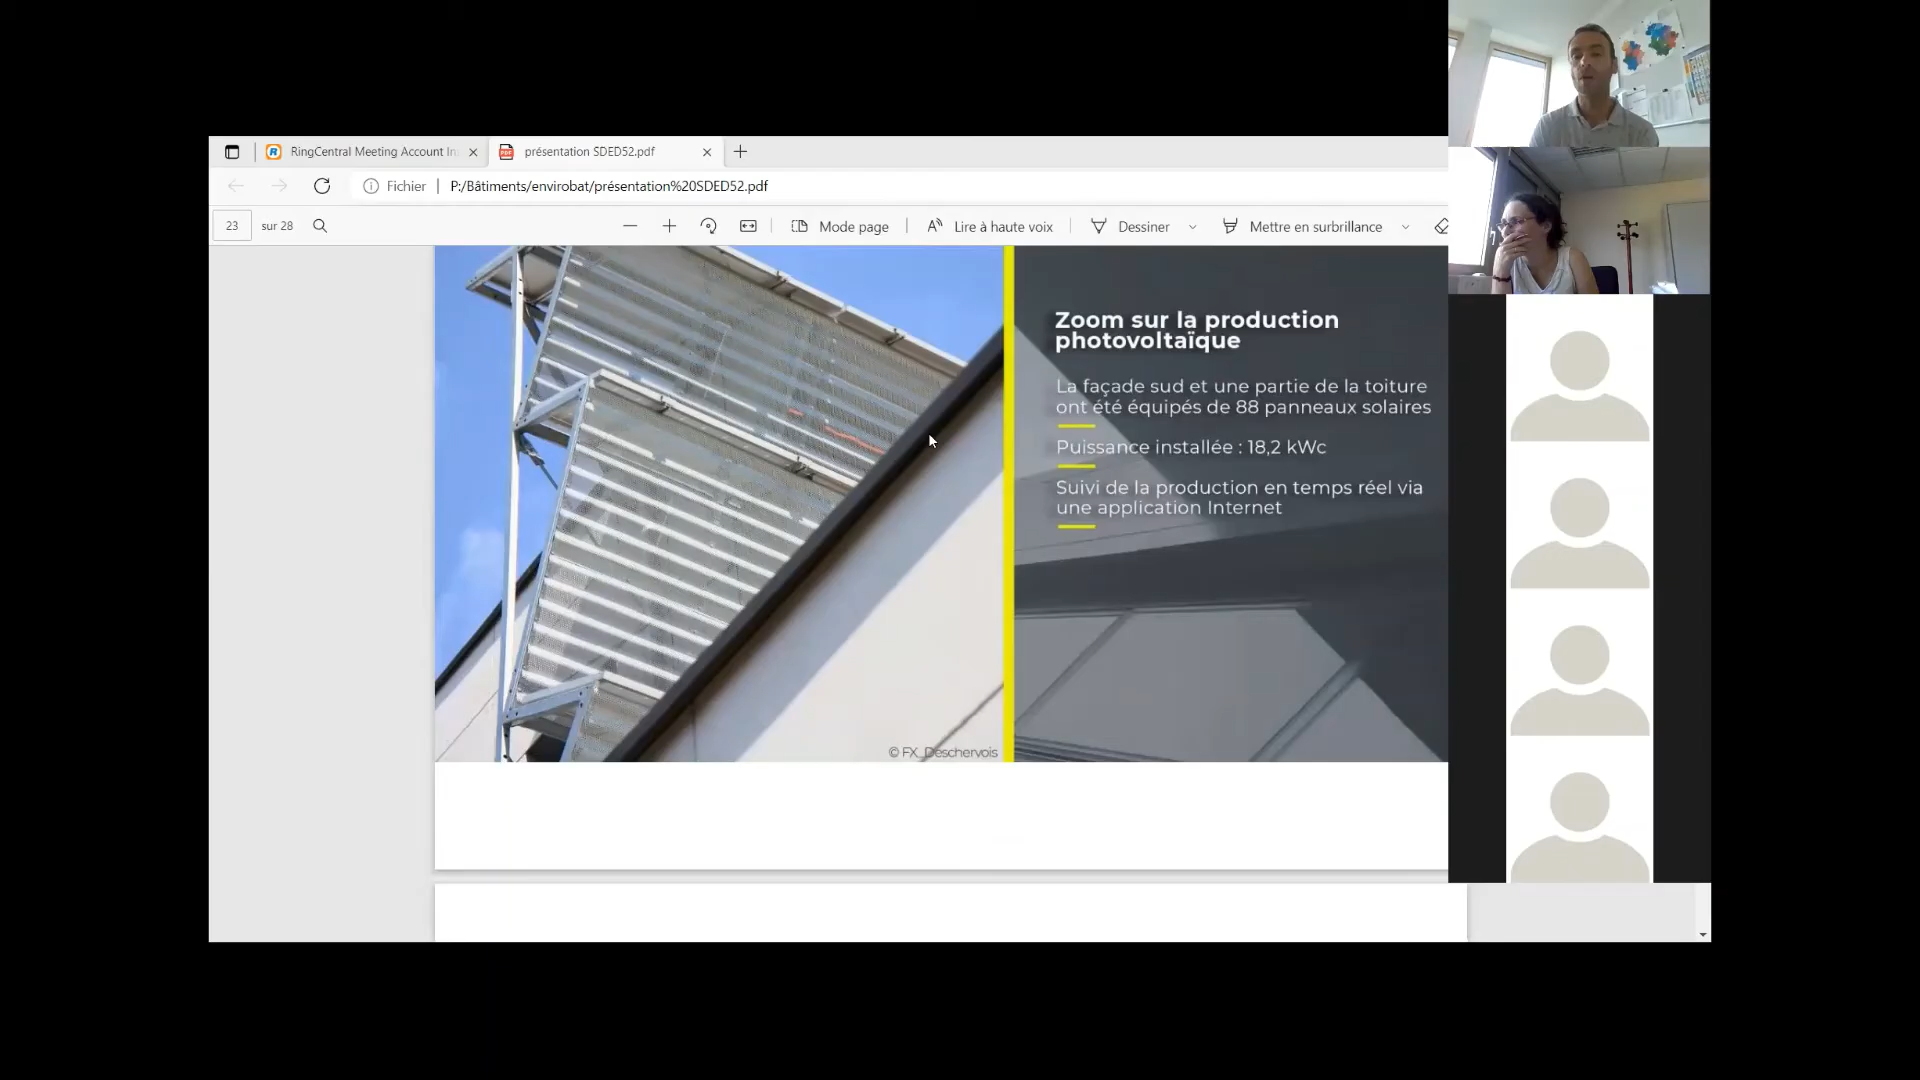 RingCentral Meeting Account In
présentation SDED52.pdf
Fichier
P:/Bâtiments/envirobat/présentation%20SDED52.pdf
23
sur 28
Mode page
Lire à haute voix
Dessiner
Mettre en surbrillance
Zoom sur la production
photovoltaïque
La façade sud et une partie de la toiture
ont été équipés de 88 panneaux solaires
Puissance installée : 18,2 kWc
Suivi de la production en temps réel via
une application Internet
© FX_Deschervois